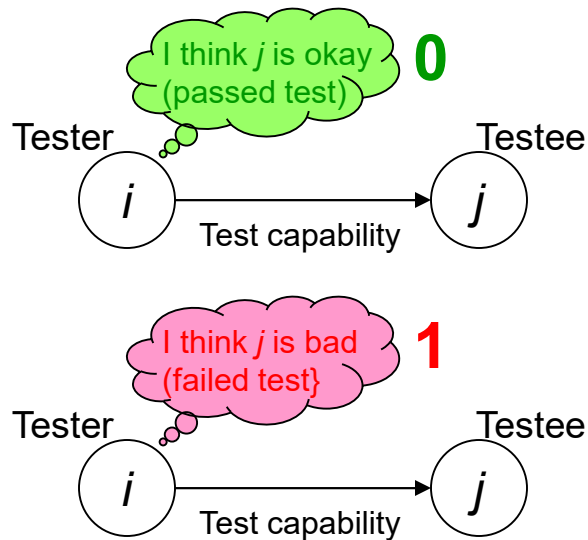 I think j is okay
(passed test)
0
Tester
Testee
i
j
Test capability
I think j is bad
(failed test}
1
Tester
Testee
i
j
Test capability